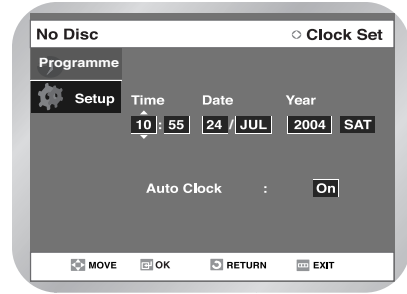 No Disc Clock Set
Programme
Setup
Time Date Year
10 : 55 24 / JUL 2004 SAT
Auto Clock : On
MOVE OK RETURN EXIT